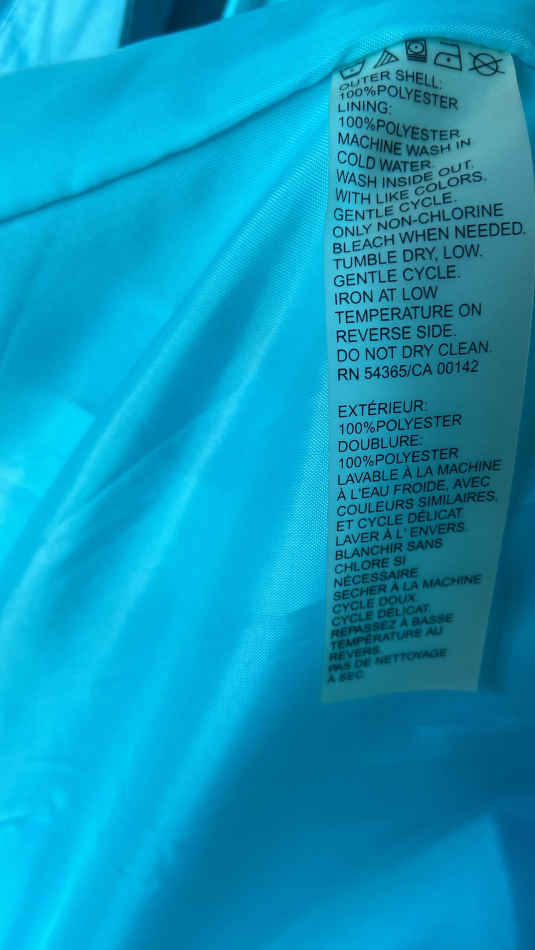 OUTER SHELL:
100%POLYESTER
LINING:
100%POLYESTER
MACHINE WASH IN
COLD WATER.
WASH INSIDE OUT.
WITH LIKE COLORS.
GENTLE CYCLE.
ONLY NON-CHLORINE
BLEACH WHEN NEEDED.
TUMBLE DRY, LOW.
GENTLE CYCLE.
IRON AT LOW
TEMPERATURE ON
REVERSE SIDE.
DO NOT DRY CLEAN.
RN 54365/CA 00142
EXTÉRIEUR:
100%POLYESTER
DOUBLURE:
100%POLYESTER
LAVABLE À LA MACHINE
À L'EAU FROIDE, AVEC
COULEURS SIMILAIRES,
ET CYCLE DÉLICAT.
LAVER À L' ENVERS.
BLANCHIR SANS
CHLORE SI
NÉCESSAIRE
SÉCHER À LA MACHINE
CYCLE DOUX.
CYCLE DÉLICAT.
REPASSEZ À BASSE
TEMPÉRATURE AU
REVERS.
PAS DE NETTOYAGE
À SEC.